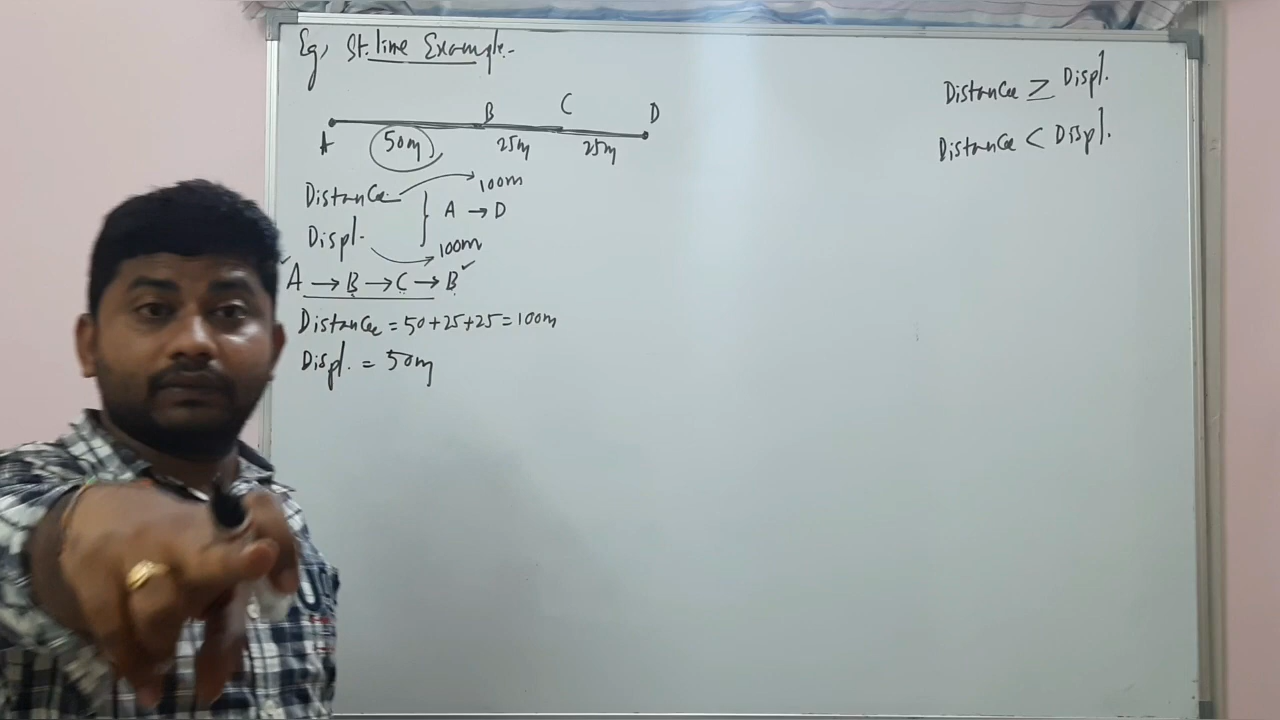 Eg, St.line Example.
A B C D
50m 25m 25m
Distance 100m
A → D
Displ. 100m
A → B → C → B
Distance = 50+25+25=100m
Displ. = 50m
Distance ≥ Displ.
Distance < Displ.